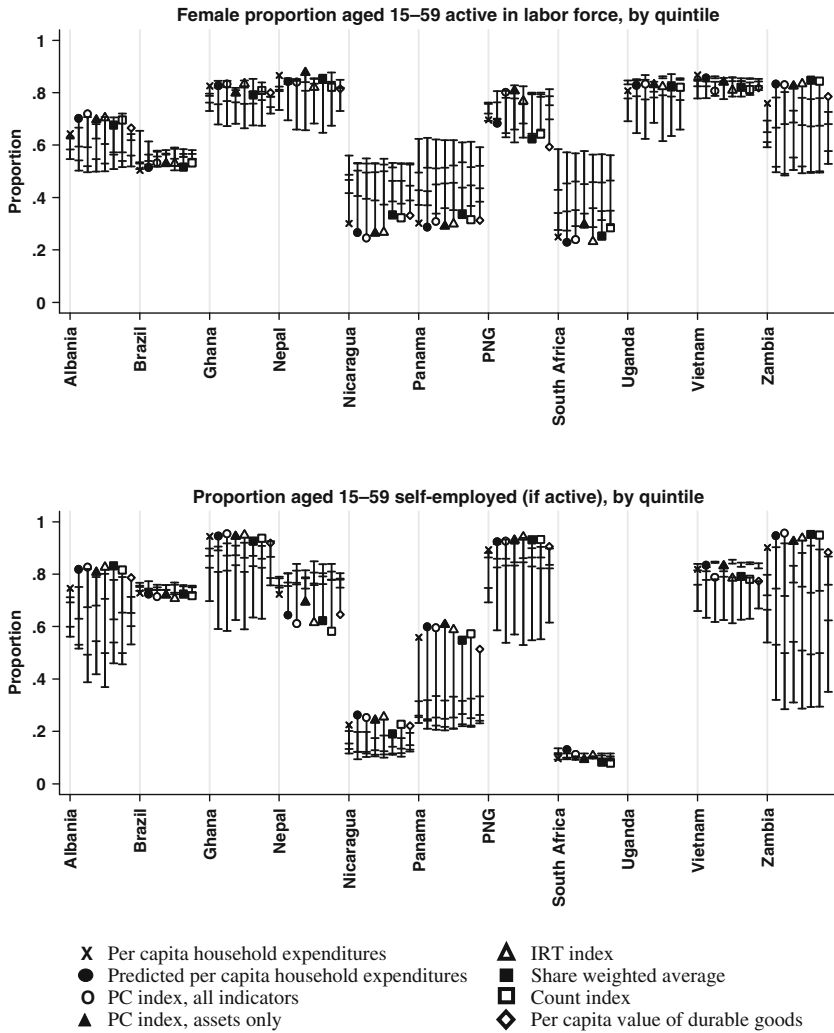 Female proportion aged 15–59 active in labor force, by quintile
1
.8
.6
.4
.2
0
Proportion
Albania
Brazil
Ghana
Nepal
Nicaragua
Panama
PNG
South Africa
Uganda
Vietnam
Zambia
Proportion aged 15–59 self-employed (if active), by quintile
1
.8
.6
.4
.2
0
Proportion
Albania
Brazil
Ghana
Nepal
Nicaragua
Panama
PNG
South Africa
Uganda
Vietnam
Zambia
Per capita household expenditures
Predicted per capita household expenditures
PC index, all indicators
PC index, assets only
IRT index
Share weighted average
Count index
Per capita value of durable goods